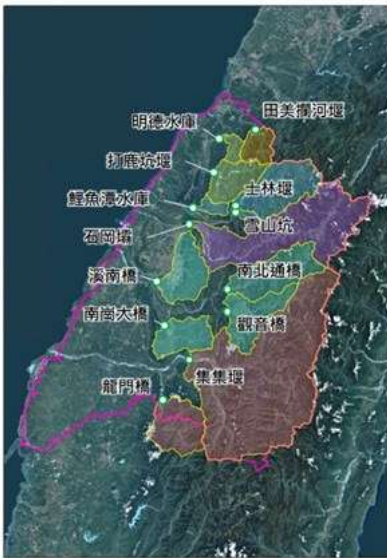 田美攔河堰
明德水庫
打鹿坑堰
士林堰
鯉魚潭水庫
雪山坑
石岡壩
南北通橋
溪南橋
南崗大橋
觀音橋
集集堰
龍門橋